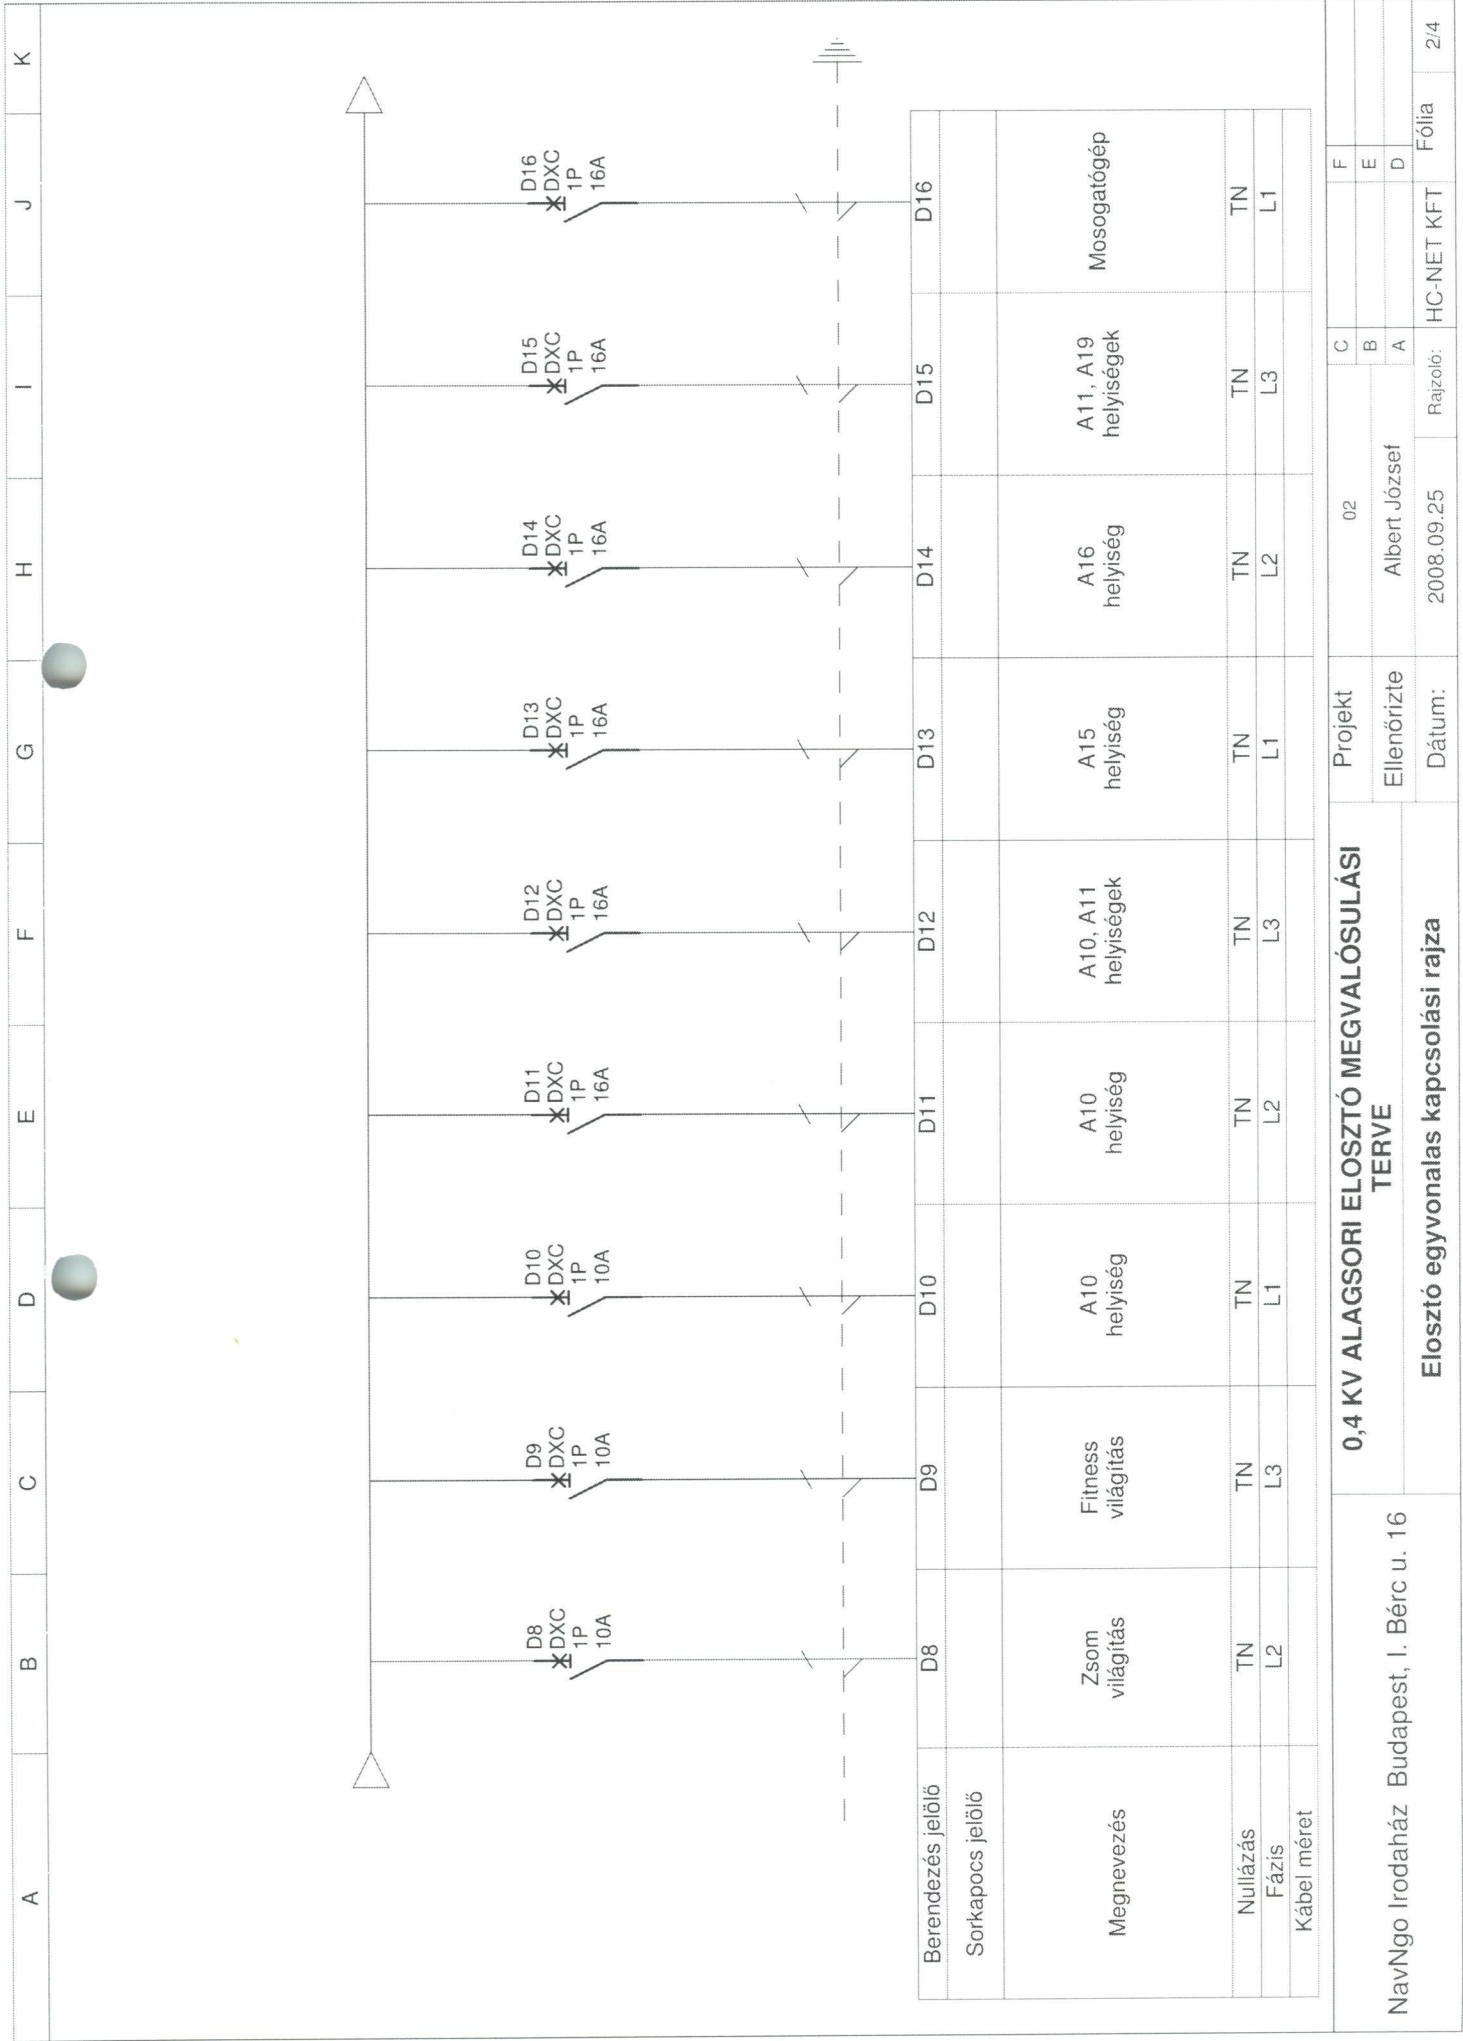 A B C D E F G H I J K
D8 D9 D10 D11 D12 D13 D14 D15 D16
DXC DXC DXC DXC DXC DXC DXC DXC DXC
1P 1P 1P 1P 1P 1P 1P 1P 1P
10A 10A 10A 16A 16A 16A 16A 16A 16A
Berendezés jelölő D8 D9 D10 D11 D12 D13 D14 D15 D16
Sorkapocs jelölő
Megnevezés
Zsom
világítás
Fitness
világítás
A10
helyiség
A10
helyiség
A10, A11
helyiségek
A15
helyiség
A16
helyiség
A11, A19
helyiségek
Mosogatógép
Nullázás TN TN TN TN TN TN TN TN TN
Fázis L2 L3 L1 L2 L3 L1 L2 L3 L1
Kábel méret
NavNgo Irodaház Budapest, I. Bérc u. 16
0,4 KV ALAGSORI ELOSZTÓ MEGVALÓSULÁSI
TERVE
Elosztó egyvonalas kapcsolási rajza
Projekt 02
Ellenőrizte Albert József
Dátum: 2008.09.25
C F
B E
A D
Rajzoló: HC-NET KFT
Fólia 2/4